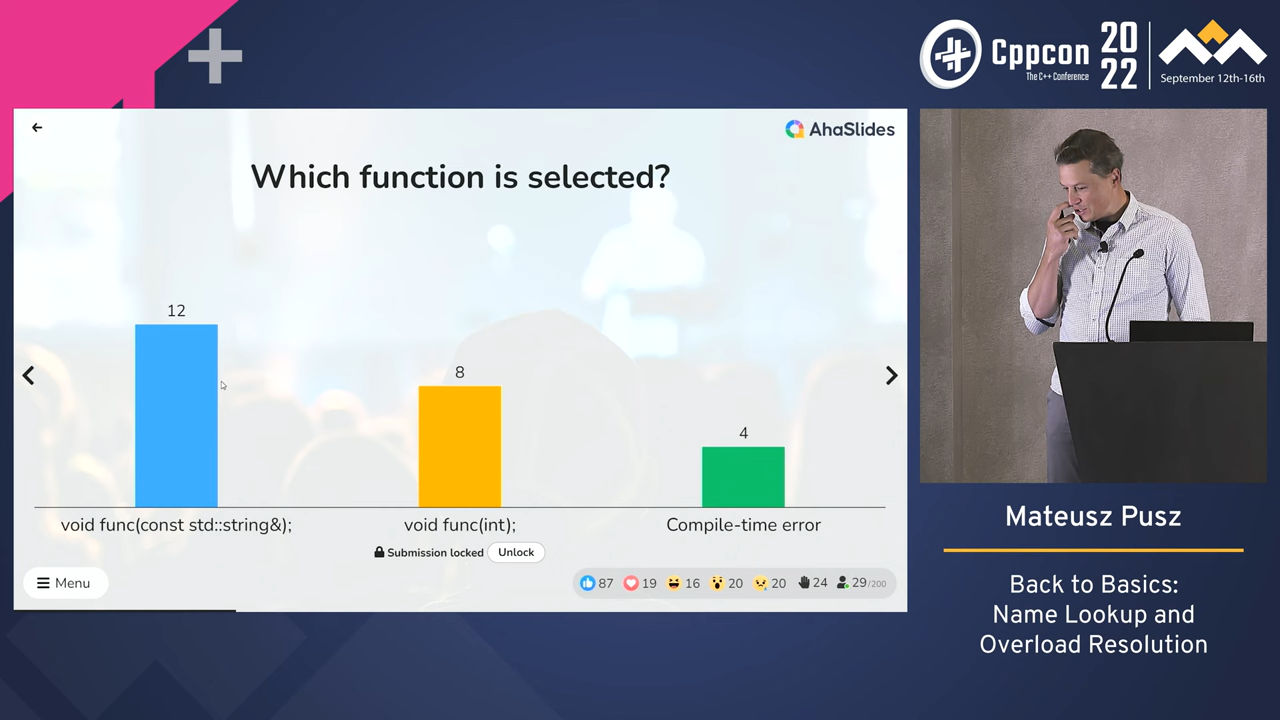 Cppcon
The C++ Conference
20
22
September 12th-16th
AhaSlides
Which function is selected?
12
8
4
void func(const std::string&);
void func(int);
Compile-time error
Submission locked
Unlock
Menu
87
19
16
20
20
24
29/200
Mateusz Pusz
Back to Basics:
Name Lookup and
Overload Resolution